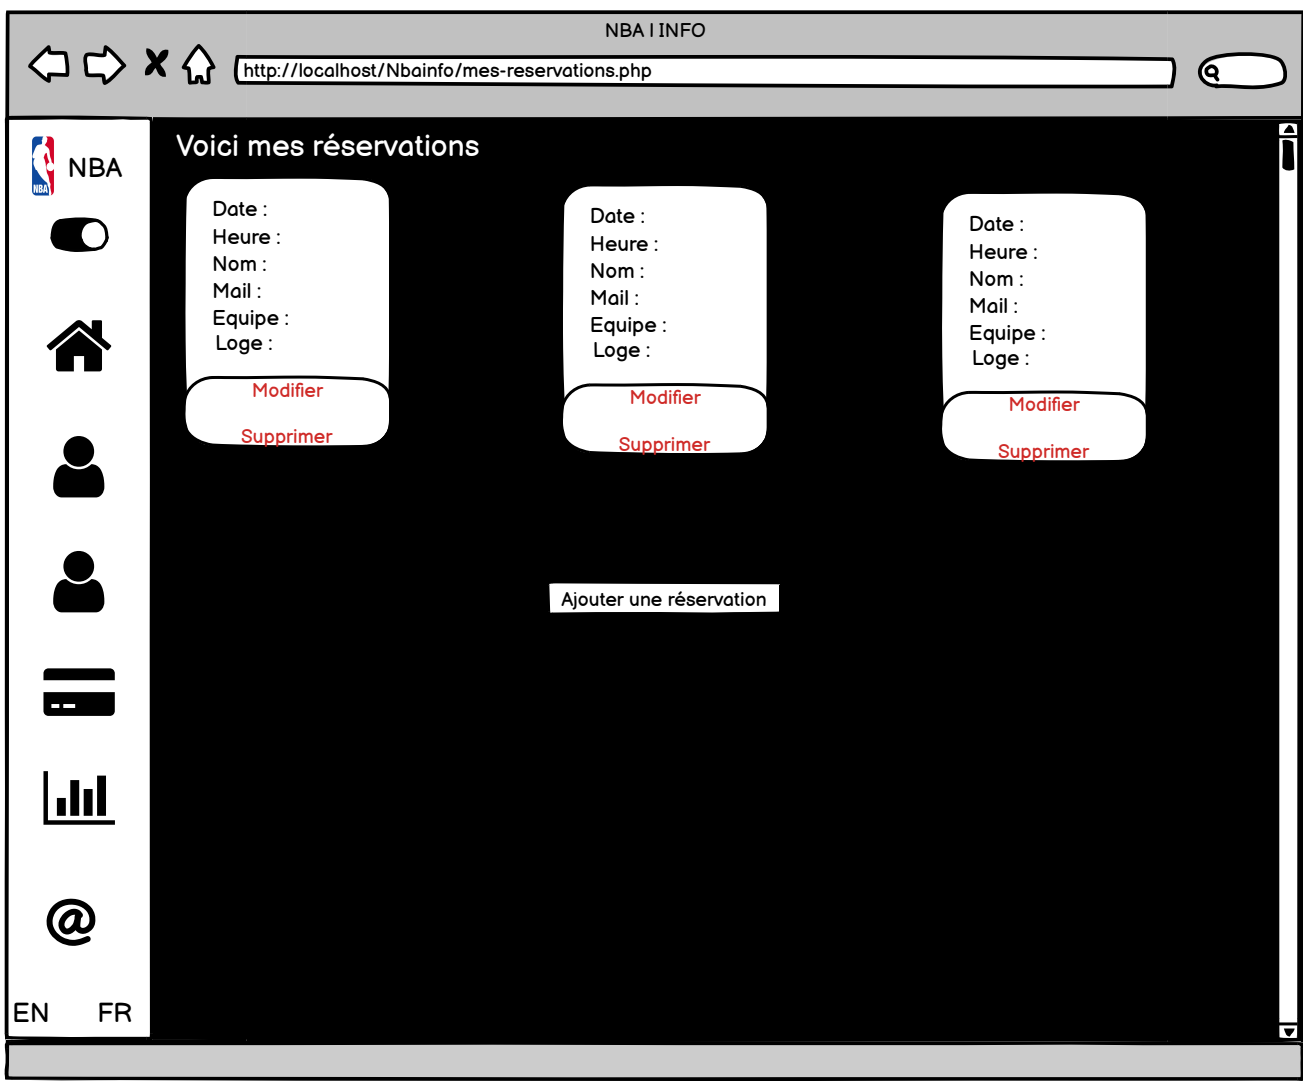 NBA I INFO
http://localhost/Nbainfo/mes-reservations.php
NBA
NBA
EN FR
Voici mes réservations
Date :
Heure :
Nom :
Mail :
Equipe :
Loge :
Modifier
Supprimer
Date :
Heure :
Nom :
Mail :
Equipe :
Loge :
Modifier
Supprimer
Date :
Heure :
Nom :
Mail :
Equipe :
Loge :
Modifier
Supprimer
Ajouter une réservation